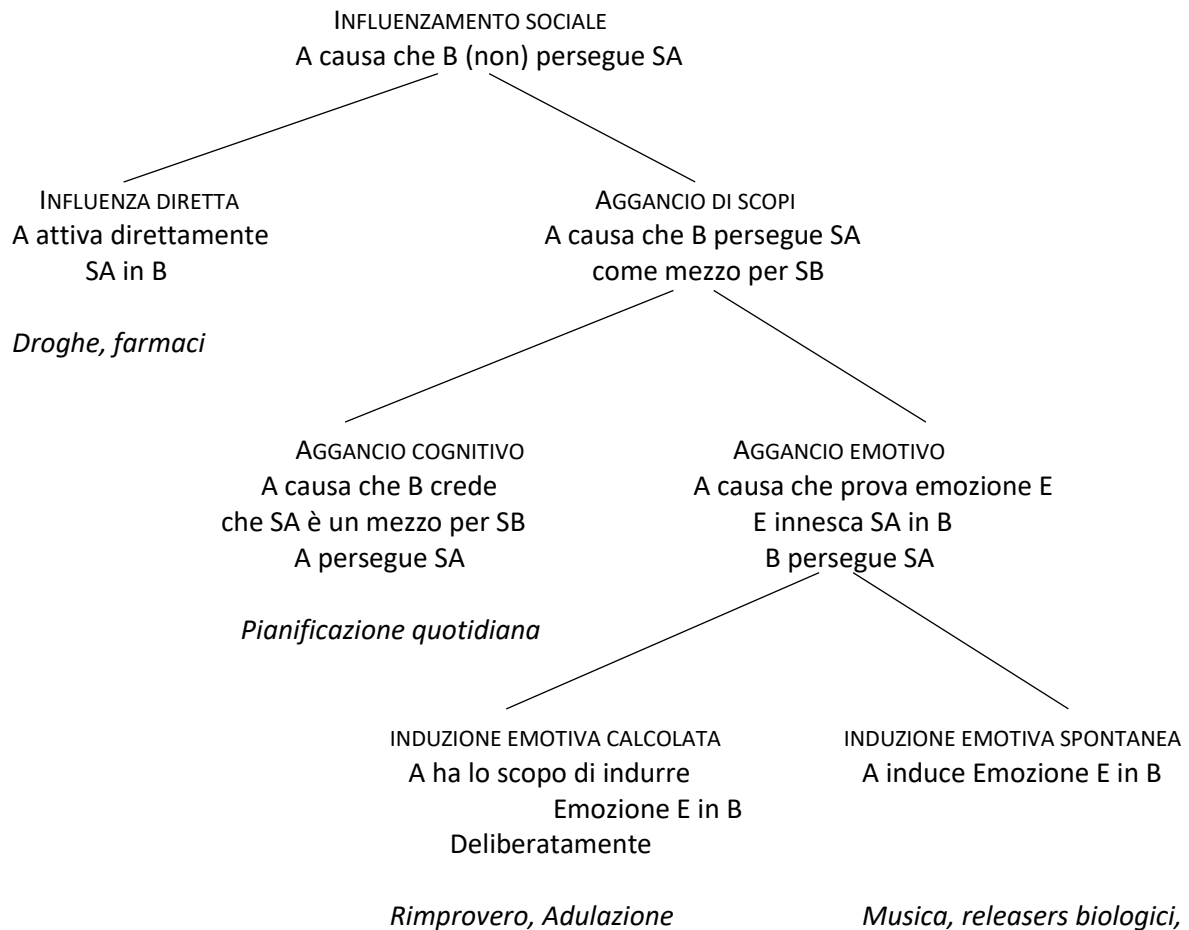 INFLUENZAMENTO SOCIALE
A causa che B (non) persegue SA
INFLUENZA DIRETTA
A attiva direttamente
SA in B
Droghe, farmaci
AGGANCIO DI SCOPI
A causa che B persegue SA
come mezzo per SB
AGGANCIO COGNITIVO
A causa che B crede
che SA è un mezzo per SB
A persegue SA
Pianificazione quotidiana
AGGANCIO EMOTIVO
A causa che prova emozione E
E innesca SA in B
B persegue SA
INDUZIONE EMOTIVA CALCOLATA
A ha lo scopo di indurre
Emozione E in B
Deliberatamente
Rimprovero, Adulazione
INDUZIONE EMOTIVA SPONTANEA
A induce Emozione E in B
Musica, releasers biologici,